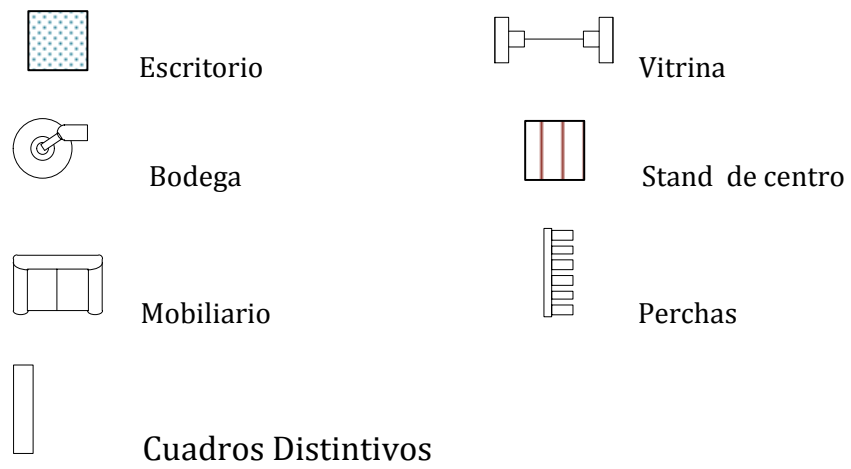 Escritorio
Vitrina
Bodega
Stand de centro
Mobiliario
Perchas
Cuadros Distintivos